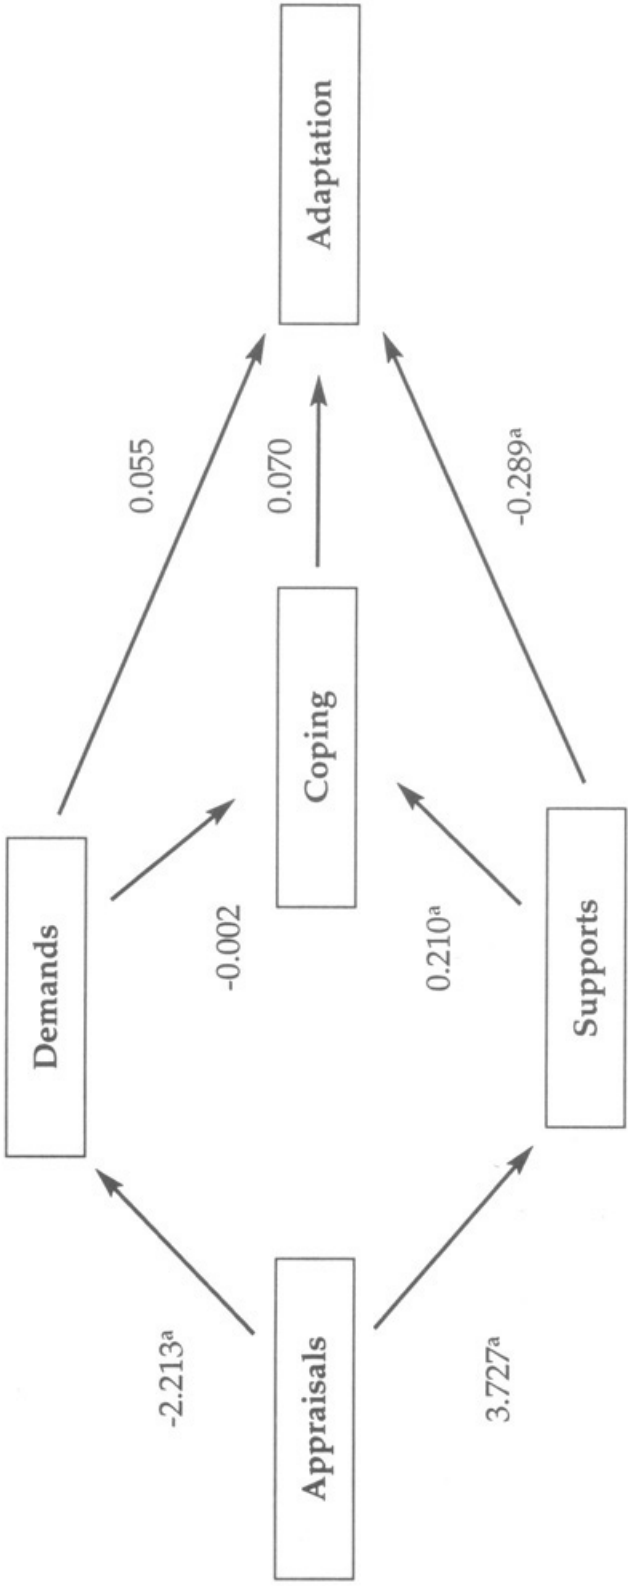 Demands
0.055
-2.213ª
-0.002
0.070
Appraisals
Coping
Adaptation
3.727ª
0.210ª
-0.289ª
Supports